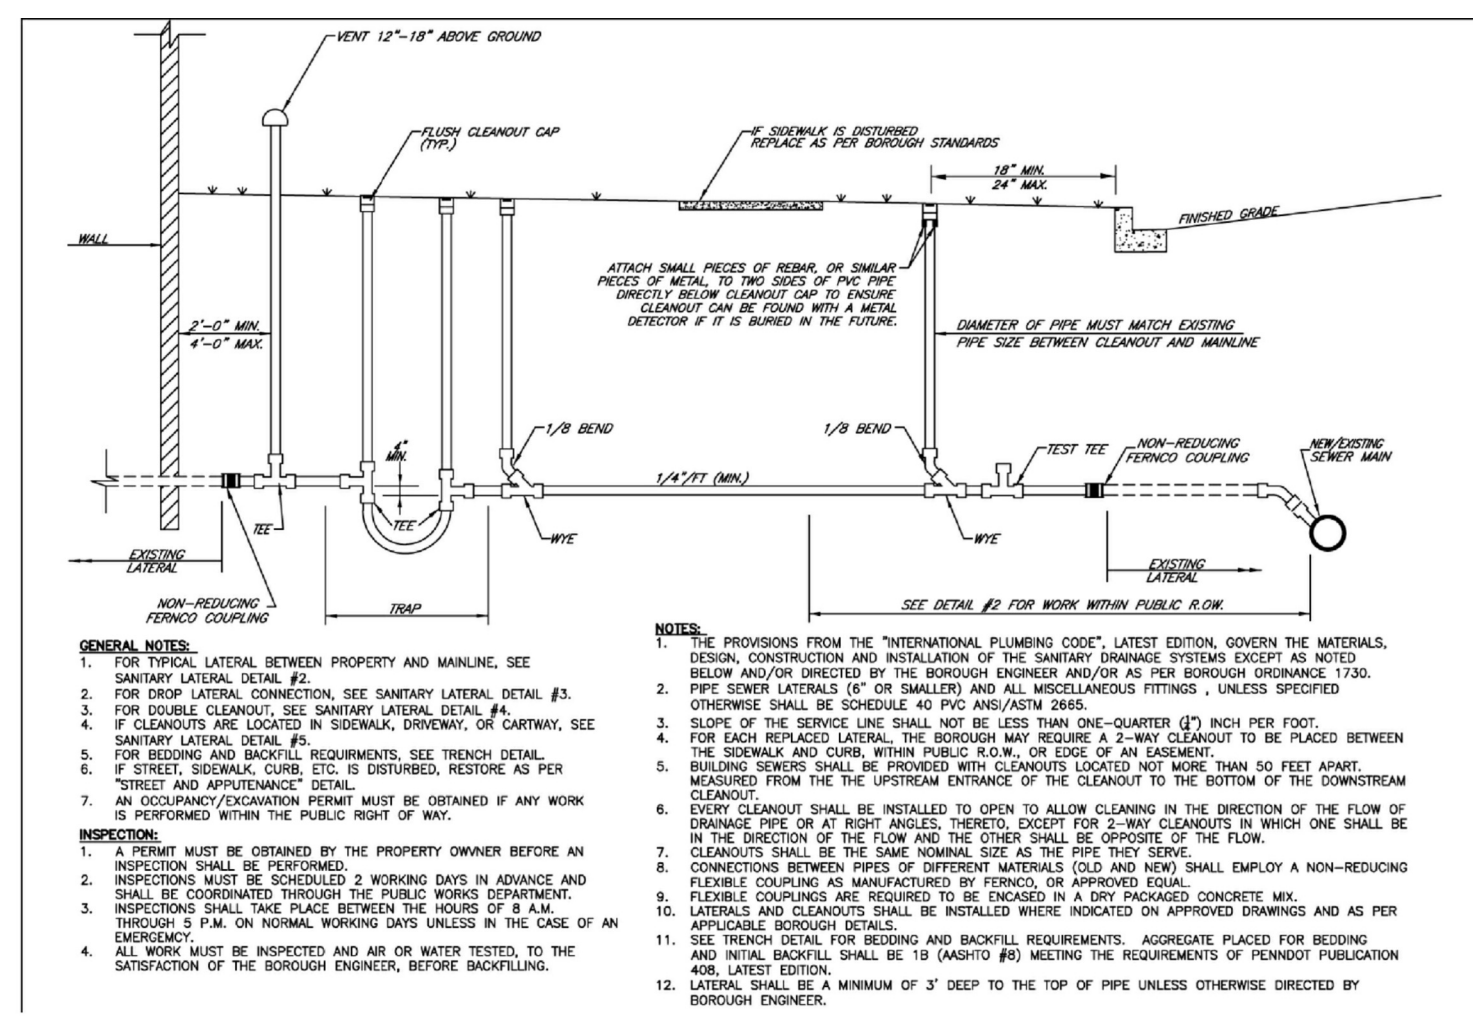 VENT 12"-18" ABOVE GROUND
FLUSH CLEANOUT CAP
(TYP.)
IF SIDEWALK IS DISTURBED
REPLACE AS PER BOROUGH STANDARDS
18" MIN.
24" MAX.
FINISHED GRADE
WALL
ATTACH SMALL PIECES OF REBAR, OR SIMILAR
PIECES OF METAL, TO TWO SIDES OF PVC PIPE
DIRECTLY BELOW CLEANOUT CAP TO ENSURE
CLEANOUT CAN BE FOUND WITH A METAL
DETECTOR IF IT IS BURIED IN THE FUTURE.
2'-0" MIN.
4'-0" MAX.
DIAMETER OF PIPE MUST MATCH EXISTING
PIPE SIZE BETWEEN CLEANOUT AND MAINLINE
4"
MIN.
1/8 BEND
1/8 BEND
TEST TEE
NON-REDUCING
FERNCO COUPLING
NEW/EXISTING
SEWER MAIN
1/4"/FT (MIN.)
TEE
TEE
WYE
WYE
EXISTING
LATERAL
EXISTING
LATERAL
NON-REDUCING
FERNCO COUPLING
TRAP
SEE DETAIL #2 FOR WORK WITHIN PUBLIC R.OW.
GENERAL NOTES:
1. FOR TYPICAL LATERAL BETWEEN PROPERTY AND MAINLINE, SEE
SANITARY LATERAL DETAIL #2.
2. FOR DROP LATERAL CONNECTION, SEE SANITARY LATERAL DETAIL #3.
3. FOR DOUBLE CLEANOUT, SEE SANITARY LATERAL DETAIL #4.
4. IF CLEANOUTS ARE LOCATED IN SIDEWALK, DRIVEWAY, OR CARTWAY, SEE
SANITARY LATERAL DETAIL #5.
5. FOR BEDDING AND BACKFILL REQUIRMENTS, SEE TRENCH DETAIL.
6. IF STREET, SIDEWALK, CURB, ETC. IS DISTURBED, RESTORE AS PER
"STREET AND APPUTENANCE" DETAIL.
7. AN OCCUPANCY/EXCAVATION PERMIT MUST BE OBTAINED IF ANY WORK
IS PERFORMED WITHIN THE PUBLIC RIGHT OF WAY.
INSPECTION:
1. A PERMIT MUST BE OBTAINED BY THE PROPERTY OWVNER BEFORE AN
INSPECTION SHALL BE PERFORMED.
2. INSPECTIONS MUST BE SCHEDULED 2 WORKING DAYS IN ADVANCE AND
SHALL BE COORDINATED THROUGH THE PUBLIC WORKS DEPARTMENT.
3. INSPECTIONS SHALL TAKE PLACE BETWEEN THE HOURS OF 8 A.M.
THROUGH 5 P.M. ON NORMAL WORKING DAYS UNLESS IN THE CASE OF AN
EMERGEMCY.
4. ALL WORK MUST BE INSPECTED AND AIR OR WATER TESTED, TO THE
SATISFACTION OF THE BOROUGH ENGINEER, BEFORE BACKFILLING.
NOTES:
1. THE PROVISIONS FROM THE "INTERNATIONAL PLUMBING CODE", LATEST EDITION, GOVERN THE MATERIALS,
DESIGN, CONSTRUCTION AND INSTALLATION OF THE SANITARY DRAINAGE SYSTEMS EXCEPT AS NOTED
BELOW AND/OR DIRECTED BY THE BOROUGH ENGINEER AND/OR AS PER BOROUGH ORDINANCE 1730.
2. PIPE SEWER LATERALS (6" OR SMALLER) AND ALL MISCELLANEOUS FITTINGS , UNLESS SPECIFIED
OTHERWISE SHALL BE SCHEDULE 40 PVC ANSI/ASTM 2665.
3. SLOPE OF THE SERVICE LINE SHALL NOT BE LESS THAN ONE-QUARTER (¼") INCH PER FOOT.
4. FOR EACH REPLACED LATERAL, THE BOROUGH MAY REQUIRE A 2-WAY CLEANOUT TO BE PLACED BETWEEN
THE SIDEWALK AND CURB, WITHIN PUBLIC R.O.W., OR EDGE OF AN EASEMENT.
5. BUILDING SEWERS SHALL BE PROVIDED WITH CLEANOUTS LOCATED NOT MORE THAN 50 FEET APART.
MEASURED FROM THE THE UPSTREAM ENTRANCE OF THE CLEANOUT TO THE BOTTOM OF THE DOWNSTREAM
CLEANOUT.
6. EVERY CLEANOUT SHALL BE INSTALLED TO OPEN TO ALLOW CLEANING IN THE DIRECTION OF THE FLOW OF
DRAINAGE PIPE OR AT RIGHT ANGLES, THERETO, EXCEPT FOR 2-WAY CLEANOUTS IN WHICH ONE SHALL BE
IN THE DIRECTION OF THE FLOW AND THE OTHER SHALL BE OPPOSITE OF THE FLOW.
7. CLEANOUTS SHALL BE THE SAME NOMINAL SIZE AS THE PIPE THEY SERVE.
8. CONNECTIONS BETWEEN PIPES OF DIFFERENT MATERIALS (OLD AND NEW) SHALL EMPLOY A NON-REDUCING
FLEXIBLE COUPLING AS MANUFACTURED BY FERNCO, OR APPROVED EQUAL.
9. FLEXIBLE COUPLINGS ARE REQUIRED TO BE ENCASED IN A DRY PACKAGED CONCRETE MIX.
10. LATERALS AND CLEANOUTS SHALL BE INSTALLED WHERE INDICATED ON APPROVED DRAWINGS AND AS PER
APPLICABLE BOROUGH DETAILS.
11. SEE TRENCH DETAIL FOR BEDDING AND BACKFILL REQUIREMENTS. AGGREGATE PLACED FOR BEDDING
AND INITIAL BACKFILL SHALL BE 1B (AASHTO #8) MEETING THE REQUIREMENTS OF PENNDOT PUBLICATION
408, LATEST EDITION.
12. LATERAL SHALL BE A MINIMUM OF 3' DEEP TO THE TOP OF PIPE UNLESS OTHERWISE DIRECTED BY
BOROUGH ENGINEER.